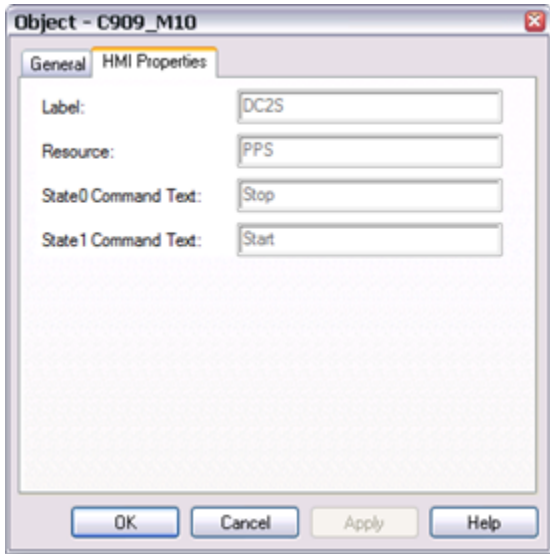 Object - C909_M10
General HMI Properties
Label: DC2S
Resource: PPS
State0 Command Text: Stop
State1 Command Text: Start
OK Cancel Apply Help